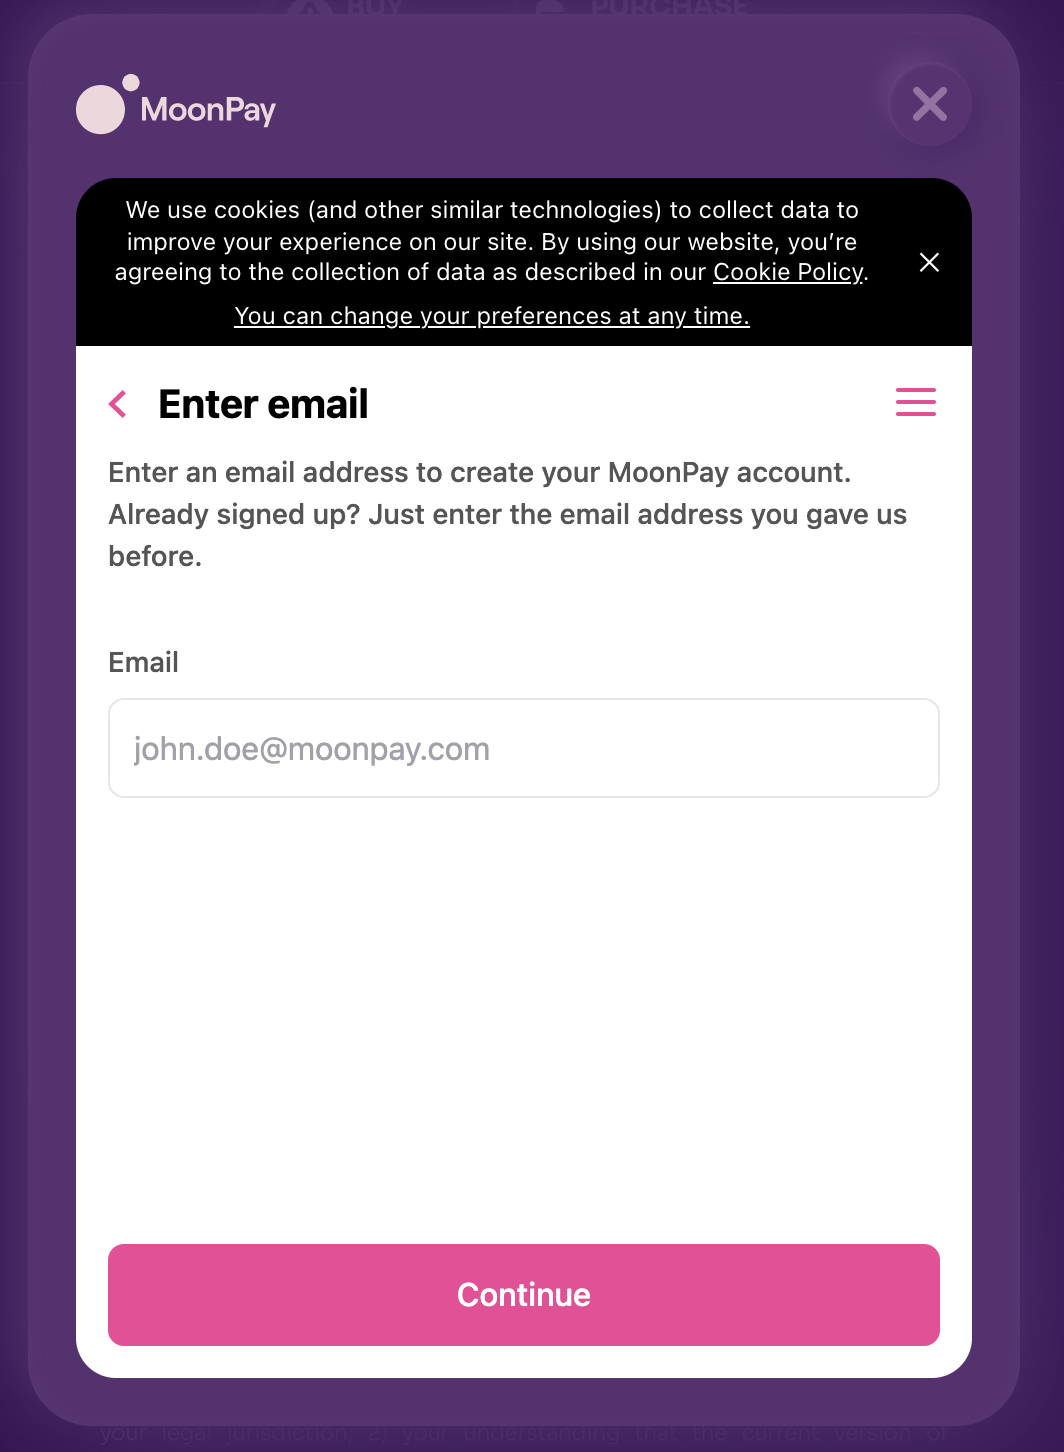 BUY PURCHASE
MoonPay
We use cookies (and other similar technologies) to collect data to
improve your experience on our site. By using our website, you’re
agreeing to the collection of data as described in our Cookie Policy.
You can change your preferences at any time.
Enter email
Enter an email address to create your MoonPay account.
Already signed up? Just enter the email address you gave us
before.
Email
john.doe@moonpay.com
Continue
your legal jurisdiction; 2) your understanding that the current version of